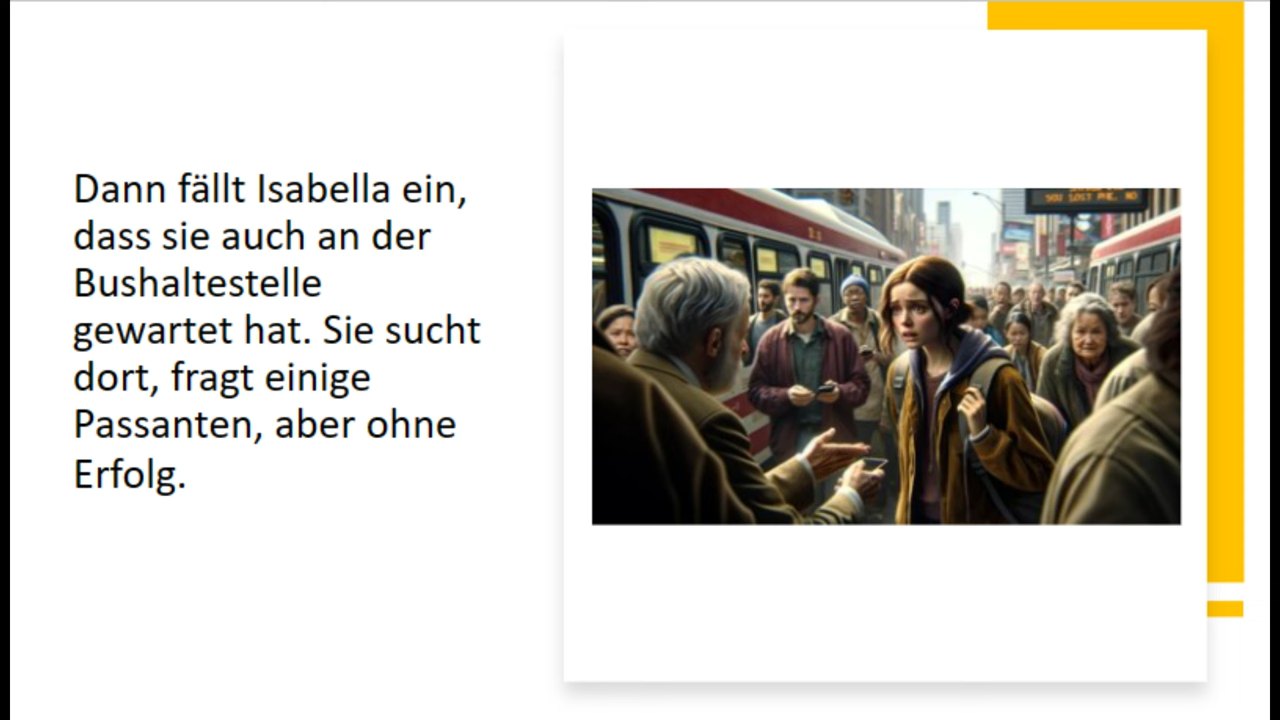 Dann fällt Isabella ein,
dass sie auch an der
Bushaltestelle
gewartet hat. Sie sucht
dort, fragt einige
Passanten, aber ohne
Erfolg.